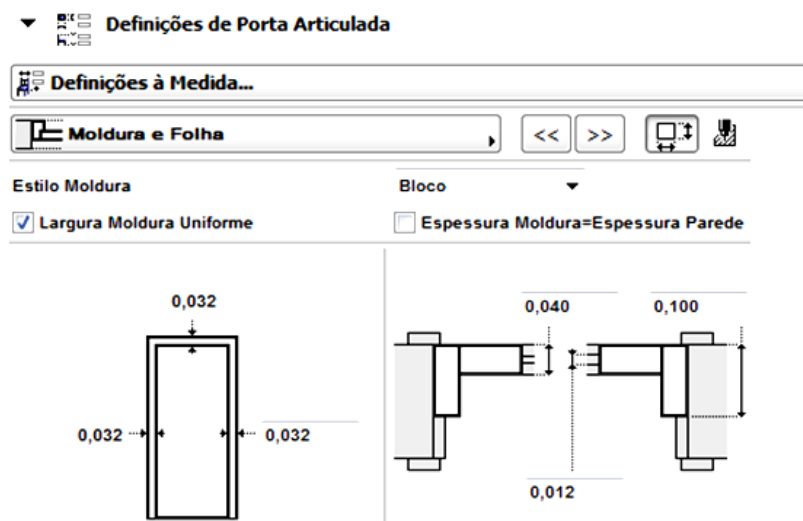 Definições de Porta Articulada
Definições à Medida...
Moldura e Folha
<< >>
Estilo Moldura Bloco
Largura Moldura Uniforme Espessura Moldura=Espessura Parede
0,032 0,040 0,100
0,032 0,032
0,012